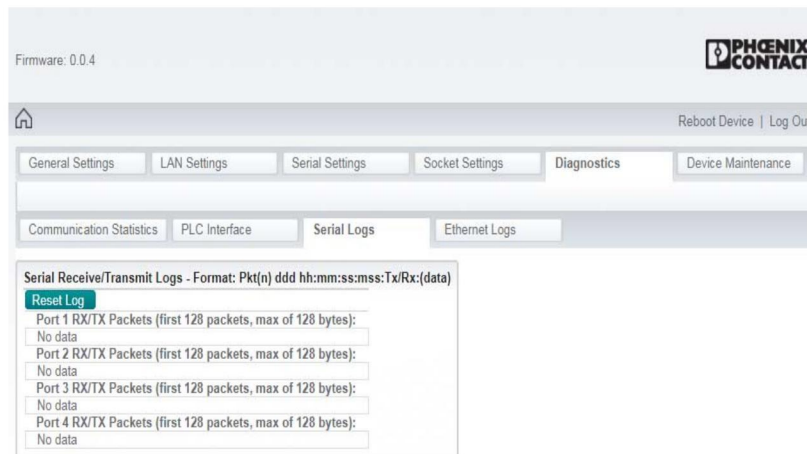 Firmware: 0.0.4
PHŒNIX
CONTACT
Reboot Device | Log Ou
General Settings LAN Settings Serial Settings Socket Settings Diagnostics Device Maintenance
Communication Statistics PLC Interface Serial Logs Ethernet Logs
Serial Receive/Transmit Logs - Format: Pkt(n) ddd hh:mm:ss:mss:Tx/Rx:(data)
Reset Log
Port 1 RX/TX Packets (first 128 packets, max of 128 bytes):
No data
Port 2 RX/TX Packets (first 128 packets, max of 128 bytes):
No data
Port 3 RX/TX Packets (first 128 packets, max of 128 bytes):
No data
Port 4 RX/TX Packets (first 128 packets, max of 128 bytes):
No data